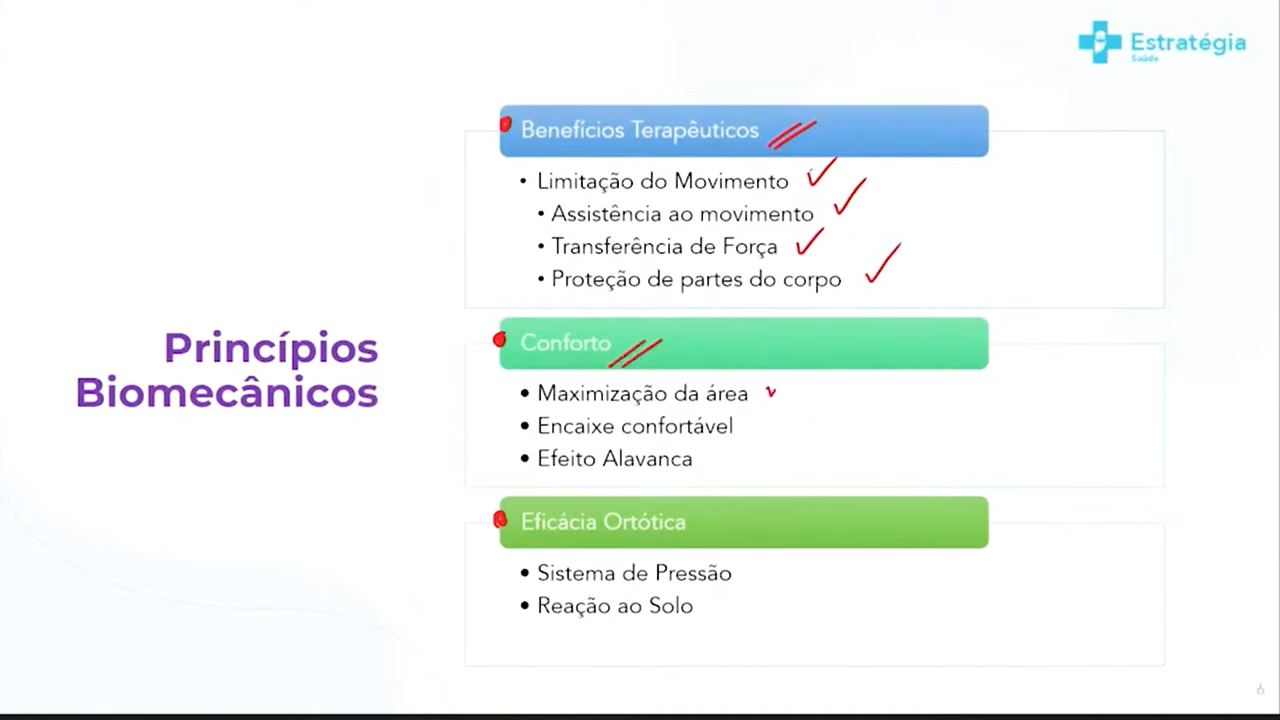 Estratégia
Saúde
Benefícios Terapêuticos
• Limitação do Movimento
• Assistência ao movimento
• Transferência de Força
• Proteção de partes do corpo
Princípios
Biomecânicos
Conforto
• Maximização da área
• Encaixe confortável
• Efeito Alavanca
Eficácia Ortótica
• Sistema de Pressão
• Reação ao Solo
6